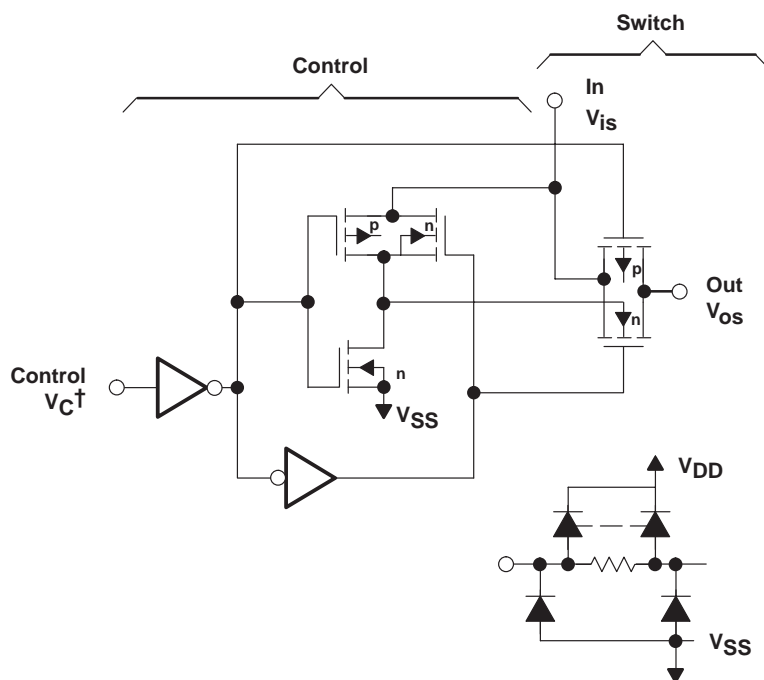 Switch
Control
In
Vis
p
n
p
n
Out
Vos
n
Control
VC†
VSS
VDD
VSS